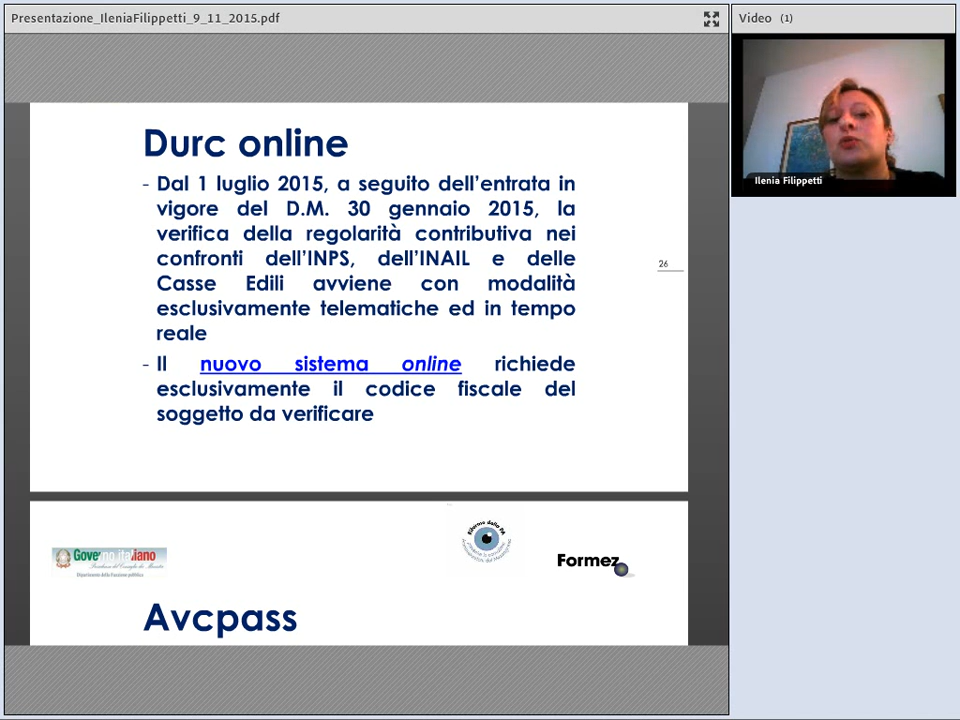 Presentazione_IleniaFilippetti_9_11_2015.pdf
Video (1)
Ilenia Filippetti
Durc online
- Dal 1 luglio 2015, a seguito dell'entrata in
vigore del D.M. 30 gennaio 2015, la
verifica della regolarità contributiva nei
confronti dell'INPS, dell'INAIL e delle
Casse Edili avviene con modalità
esclusivamente telematiche ed in tempo
reale
26
- Il nuovo sistema online richiede
esclusivamente il codice fiscale del
soggetto da verificare
Governo italiano
Presidenza del Consiglio dei Ministri
Dipartimento della Funzione pubblica
Riforma della PA
Formez
Avcpass